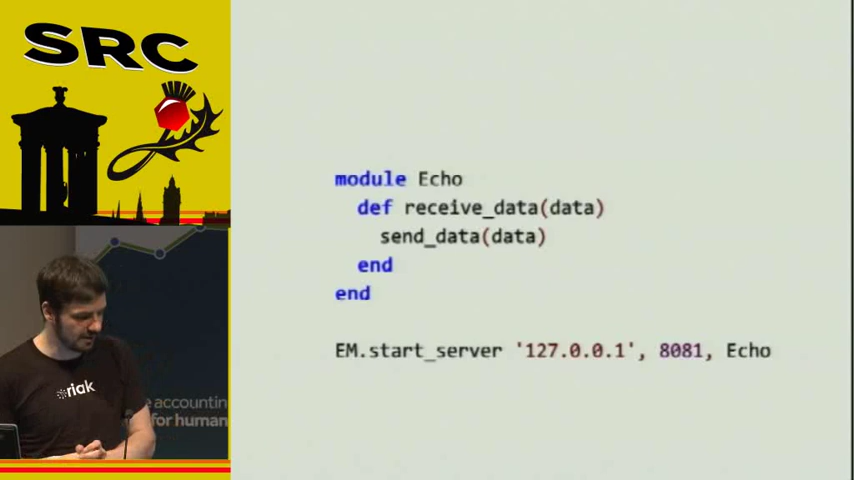 SRC
riak
e accountin
for human
module Echo
  def receive_data(data)
    send_data(data)
  end
end
EM.start_server '127.0.0.1', 8081, Echo